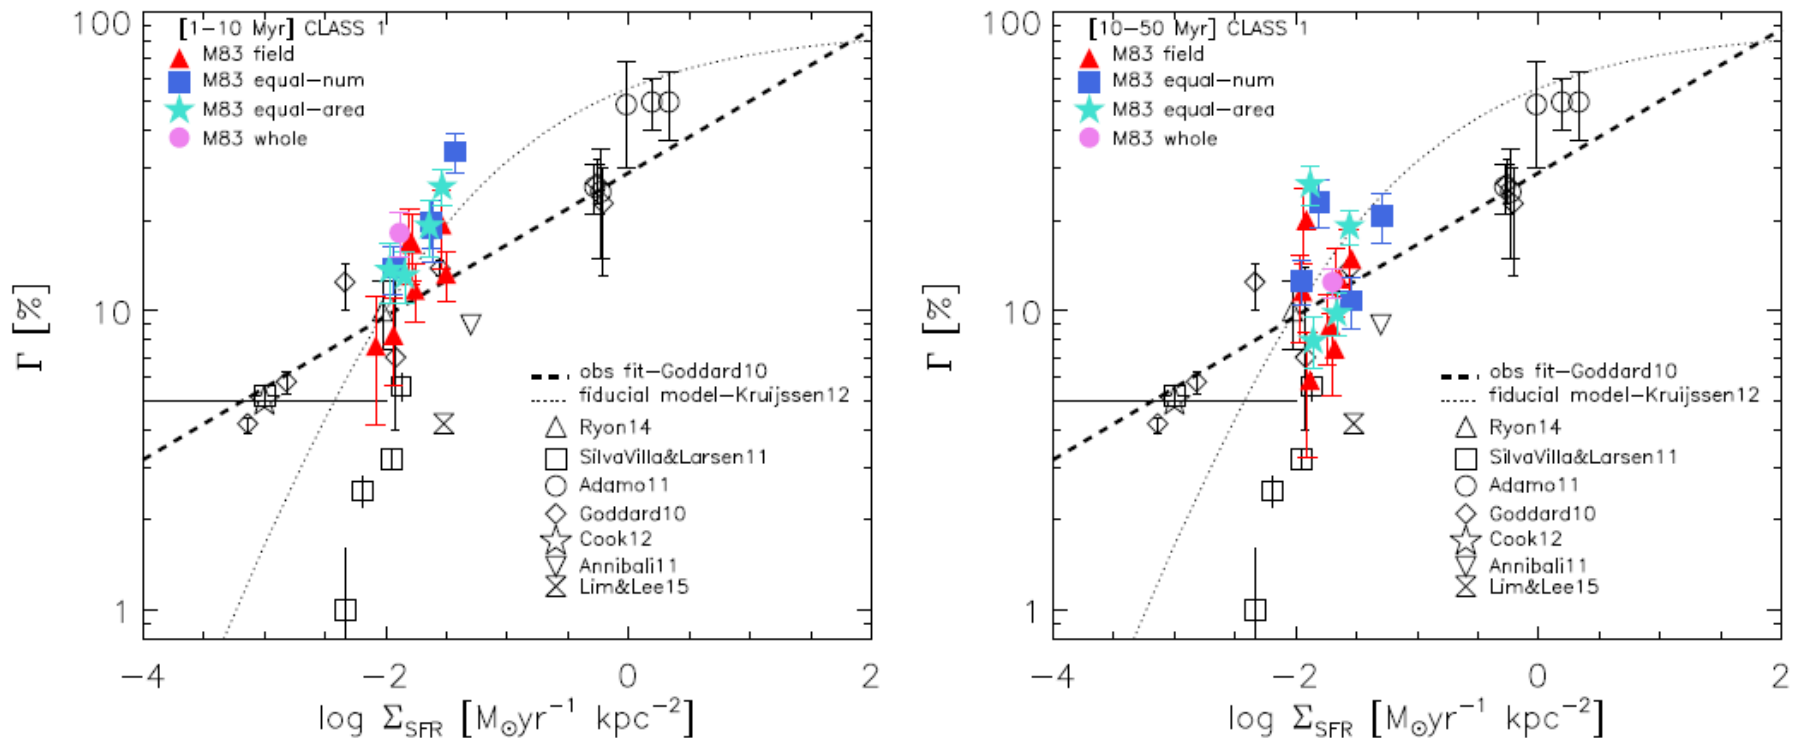 100
[1−10 Myr] CLASS 1
M83 field
M83 equal−num
M83 equal−area
M83 whole
10
Γ [%]
obs fit−Goddard10
fiducial model−Kruijssen12
Ryon14
SilvaVilla&Larsen11
Adamo11
Goddard10
Cook12
Annibali11
Lim&Lee15
1
−4 −2 0 2
log Σ_SFR [M⊙yr⁻¹ kpc⁻²]
100
[10−50 Myr] CLASS 1
M83 field
M83 equal−num
M83 equal−area
M83 whole
10
Γ [%]
obs fit−Goddard10
fiducial model−Kruijssen12
Ryon14
SilvaVilla&Larsen11
Adamo11
Goddard10
Cook12
Annibali11
Lim&Lee15
1
−4 −2 0 2
log Σ_SFR [M⊙yr⁻¹ kpc⁻²]